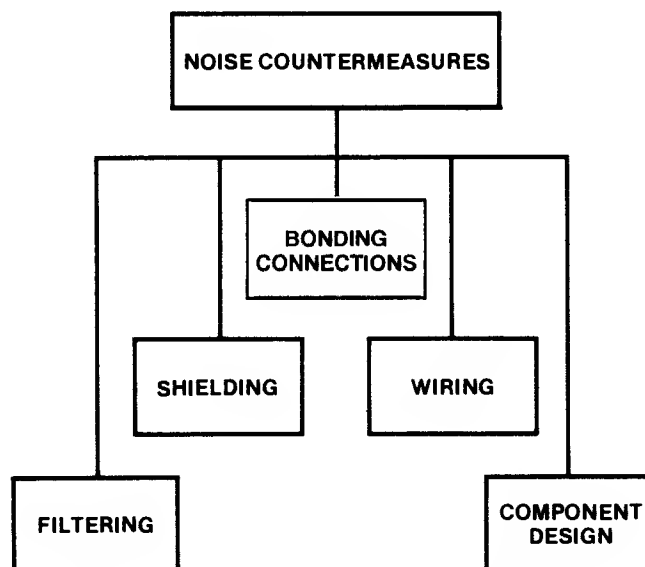 NOISE COUNTERMEASURES
BONDING
CONNECTIONS
SHIELDING
WIRING
FILTERING
COMPONENT
DESIGN